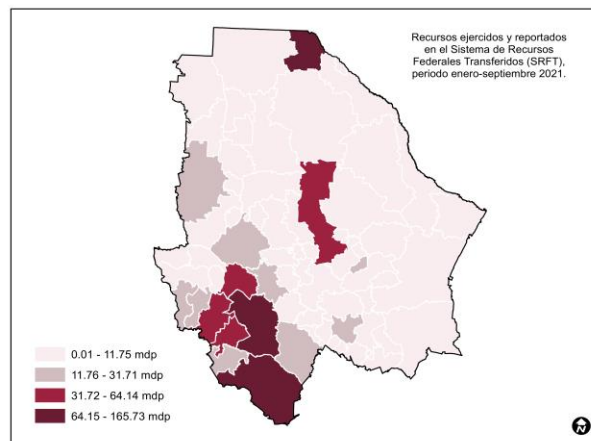 Recursos ejercidos y reportados
en el Sistema de Recursos
Federales Transferidos (SRFT),
periodo enero-septiembre 2021.
0.01 - 11.75 mdp
11.76 - 31.71 mdp
31.72 - 64.14 mdp
64.15 - 165.73 mdp
N